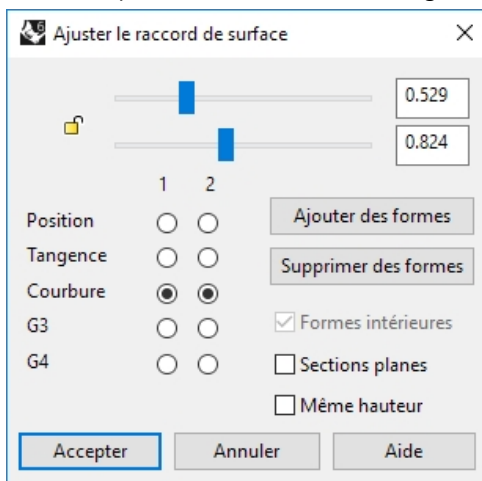 6 Ajuster le raccord de surface
0.529
0.824
1 2
Position
Tangence
Courbure
G3
G4
Ajouter des formes
Supprimer des formes
Formes intérieures
Sections planes
Même hauteur
Accepter Annuler Aide